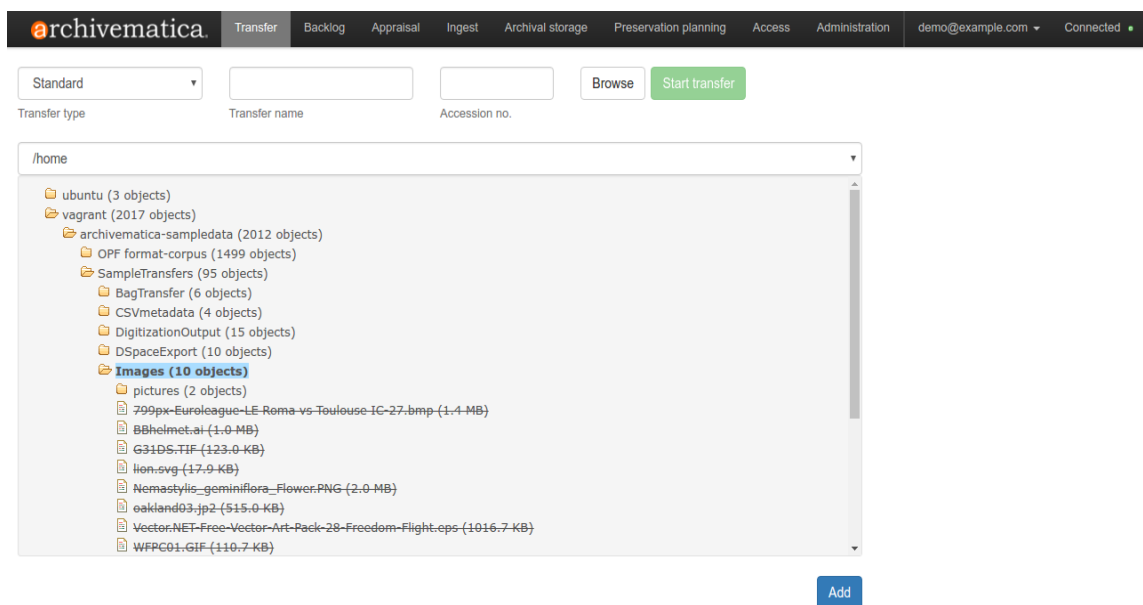 archivematica. Transfer Backlog Appraisal Ingest Archival storage Preservation planning Access Administration demo@example.com Connected
Standard Browse Start transfer
Transfer type Transfer name Accession no.
/home
ubuntu (3 objects)
vagrant (2017 objects)
archivematica-sampledata (2012 objects)
OPF format-corpus (1499 objects)
SampleTransfers (95 objects)
BagTransfer (6 objects)
CSVmetadata (4 objects)
DigitizationOutput (15 objects)
DSpaceExport (10 objects)
Images (10 objects)
pictures (2 objects)
799px-Euroleague-LE Roma vs Toulouse IC-27.bmp (1.4 MB)
BBhelmet.ai (1.0 MB)
G31DS.TIF (123.0 KB)
lion.svg (17.9 KB)
Nemastylis_geminiflora_Flower.PNG (2.0 MB)
oakland03.jp2 (515.0 KB)
Vector.NET-Free-Vector-Art-Pack-28-Freedom-Flight.eps (1016.7 KB)
WFPC01.GIF (110.7 KB)
Add